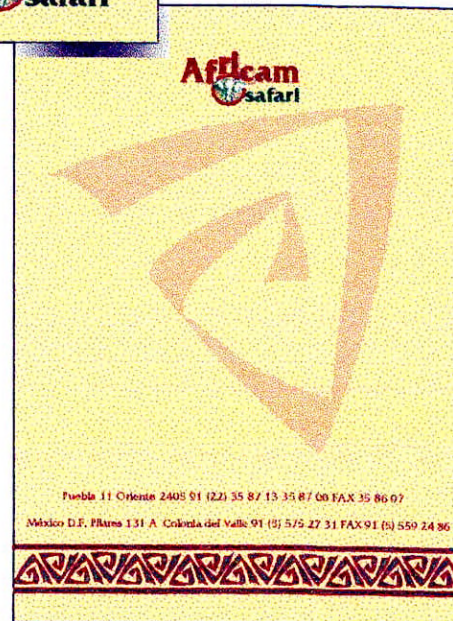 safari
Africam
safari
Puebla 11 Oriente 2405 91 (22) 35 87 13 35 87 00 FAX 35 86 07
México D.F. Pilares 131 A Colonia del Valle 91 (5) 575 27 31 FAX 91 (5) 559 24 86